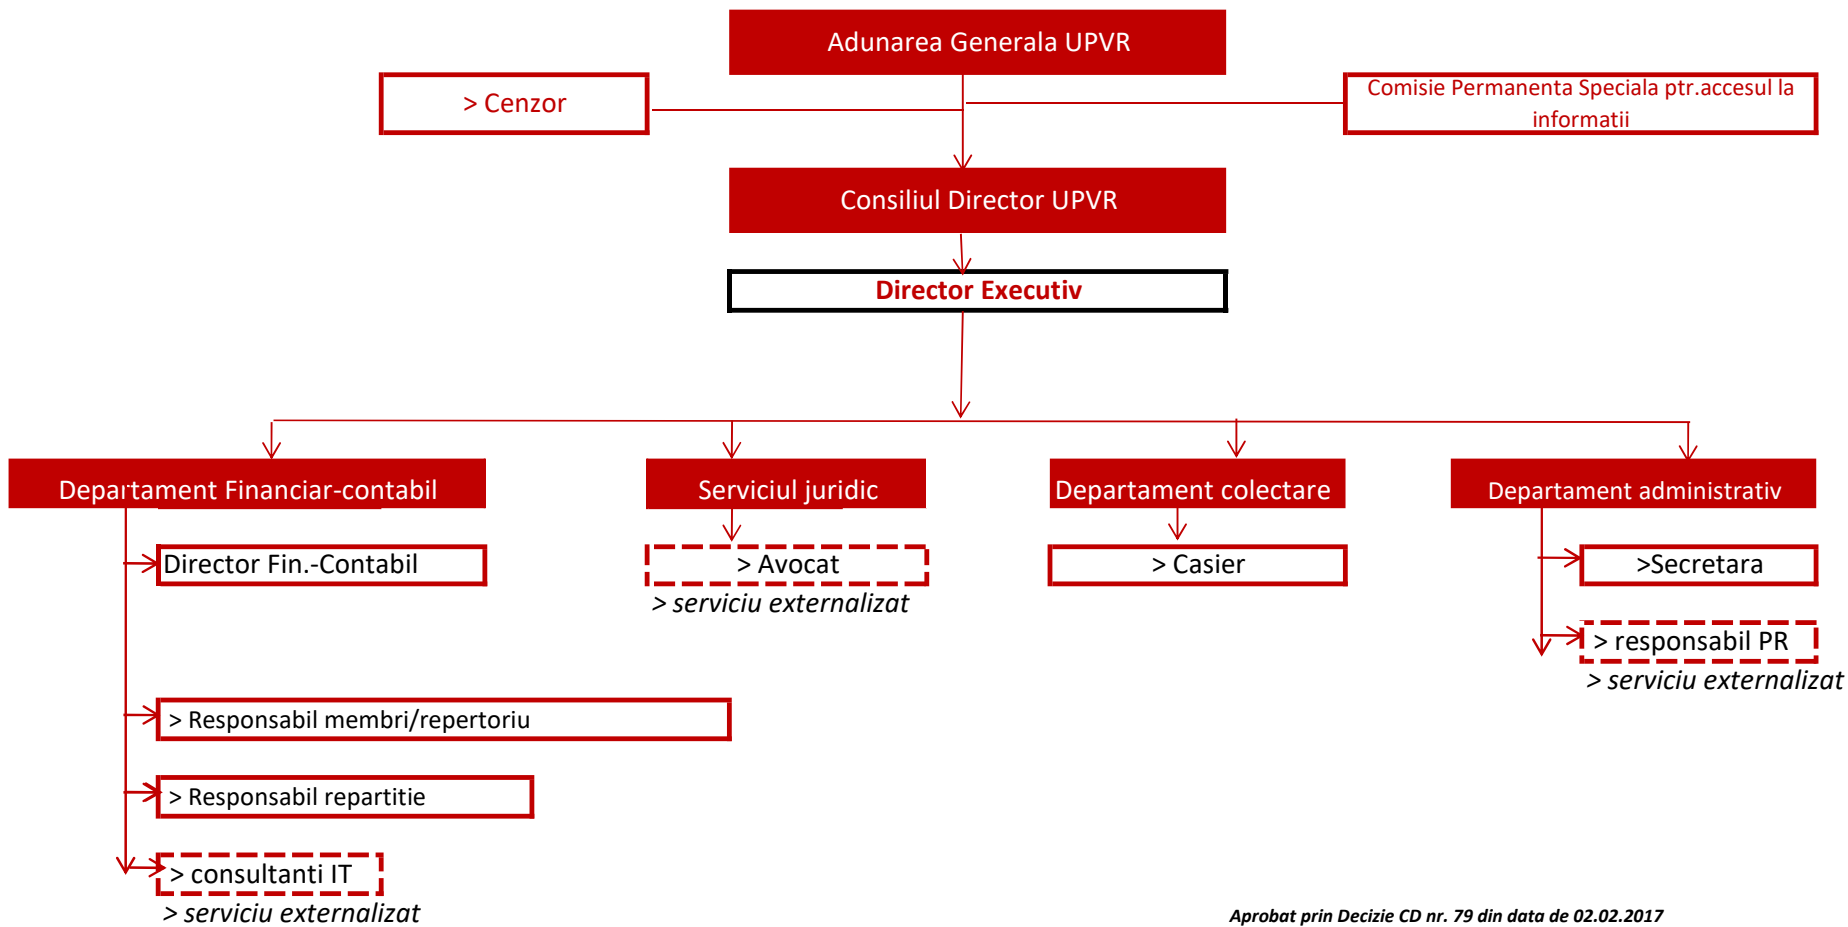 Adunarea Generala UPVR
> Cenzor
Comisie Permanenta Speciala ptr.accesul la
informatii
Consiliul Director UPVR
Director Executiv
Departament Financiar-contabil
Serviciul juridic
Departament colectare
Departament administrativ
Director Fin.-Contabil
> Avocat
> serviciu externalizat
> Casier
>Secretara
> responsabil PR
> serviciu externalizat
> Responsabil membri/repertoriu
> Responsabil repartitie
> consultanti IT
> serviciu externalizat
Aprobat prin Decizie CD nr. 79 din data de 02.02.2017